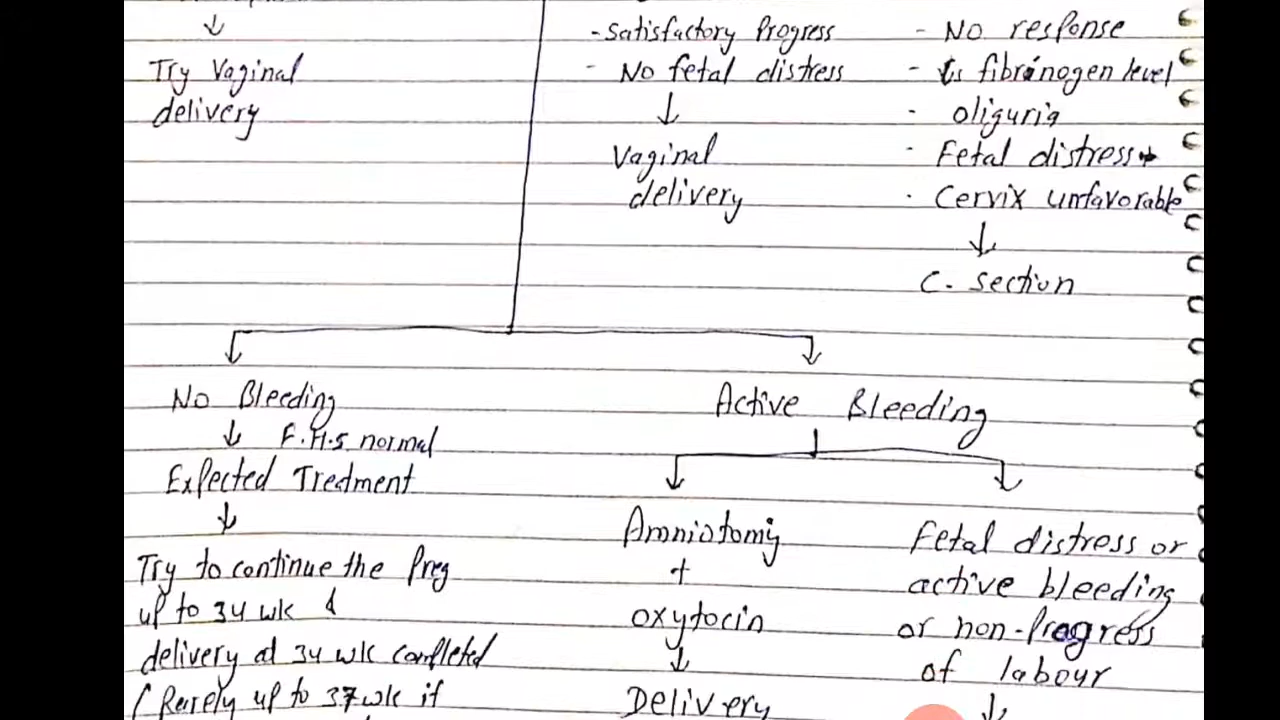 ↓
Try Vaginal
delivery
- Satisfactory Progress
- No fetal distress
↓
Vaginal
delivery
- No response
- ↓s fibrinogen level
- oliguria
- Fetal distress
- Cervix unfavorable
↓
C. section
No Bleeding
↓ F.H.S normal
Expected Treatment
↓
Try to continue the Preg
up to 34 wk &
delivery at 34 wk completed
( Rarely up to 37 wk if
Active Bleeding
Amniotomy
+
oxytocin
↓
Delivery
Fetal distress or
active bleeding
or non-Progress
of labour
↓